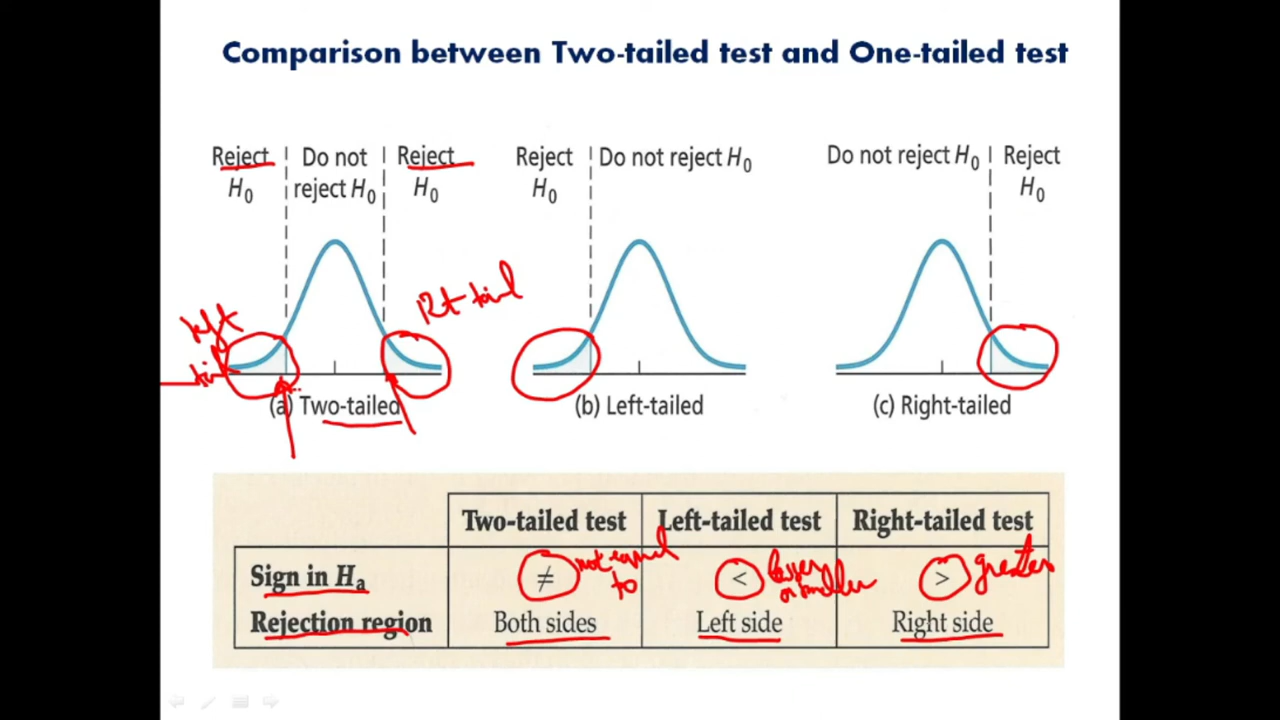 Comparison between Two-tailed test and One-tailed test
Reject H0
Do not reject H0
Reject H0
Reject H0
Do not reject H0
Do not reject H0
Reject H0
left
Rt tail
(a) Two-tailed
(b) Left-tailed
(c) Right-tailed
Two-tailed test Left-tailed test Right-tailed test
Sign in Ha ≠ not equal to < lesser or smaller > greater
Rejection region Both sides Left side Right side